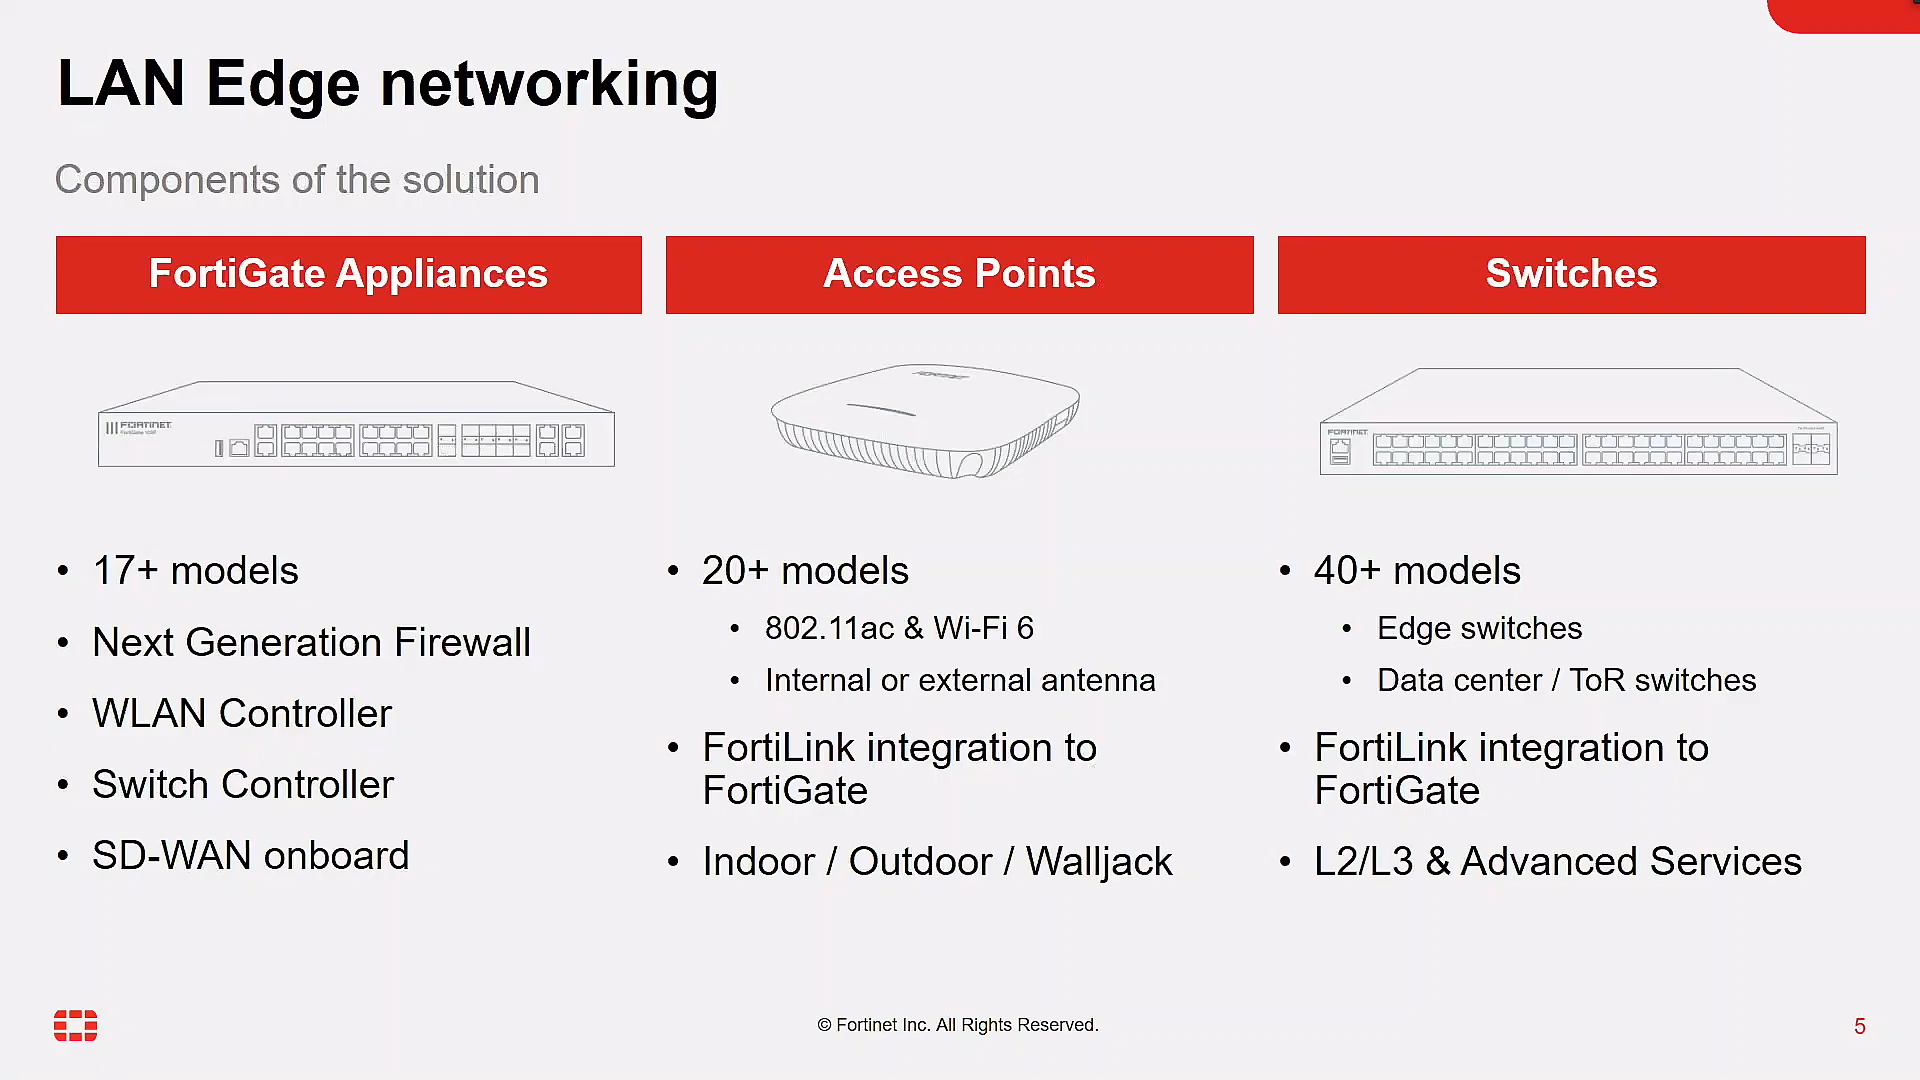 LAN Edge networking
Components of the solution
FortiGate Appliances
FORTINET
• 17+ models
• Next Generation Firewall
• WLAN Controller
• Switch Controller
• SD-WAN onboard
Access Points
FORTINET
• 20+ models
• 802.11ac & Wi-Fi 6
• Internal or external antenna
• FortiLink integration to
FortiGate
• Indoor / Outdoor / Walljack
Switches
FORTINET
• 40+ models
• Edge switches
• Data center / ToR switches
• FortiLink integration to
FortiGate
• L2/L3 & Advanced Services
© Fortinet Inc. All Rights Reserved.
5